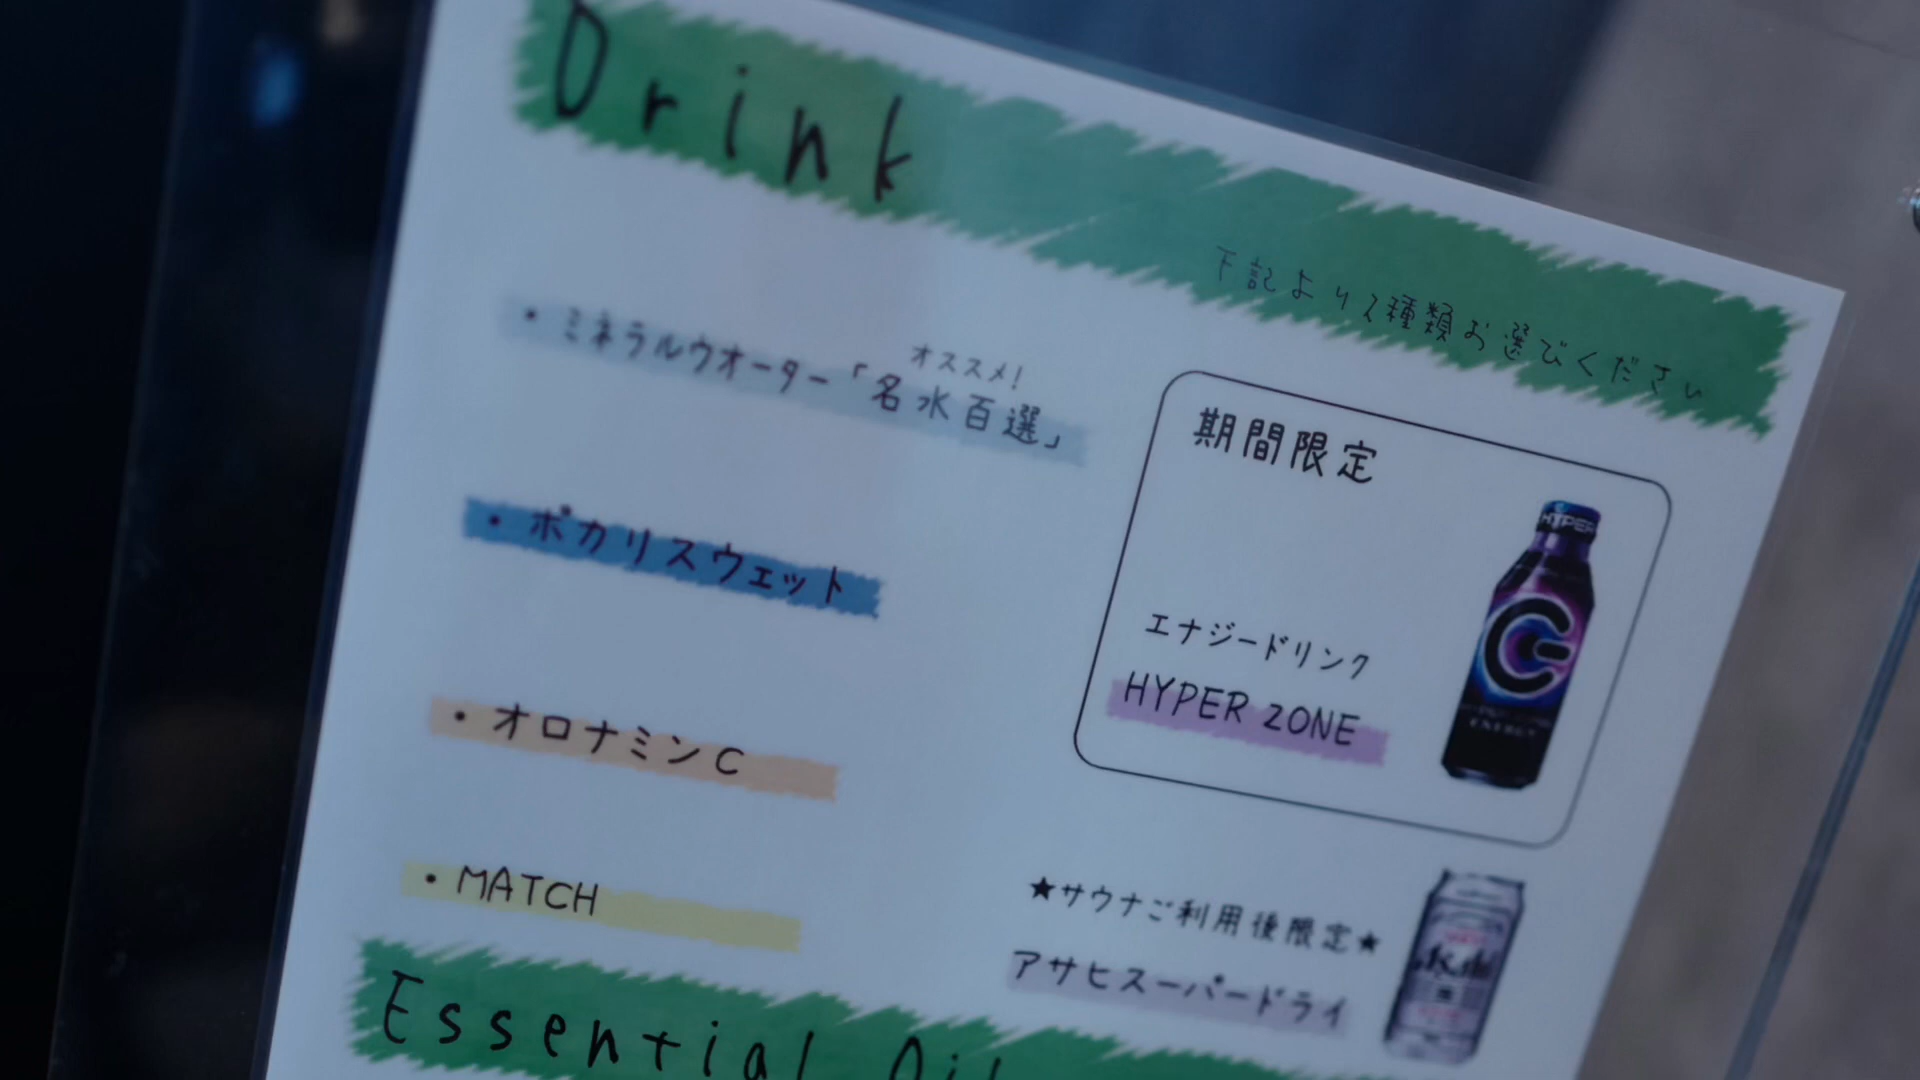 Drink
下記より2種類お選びください
オススメ!
・ミネラルウオーター「名水百選」
・ポカリスウェット
・オロナミンC
・MATCH
期間限定
エナジードリンク
HYPER ZONE
HYPER
ENERGY
★サウナご利用後限定★
アサヒスーパードライ
Essential Oil